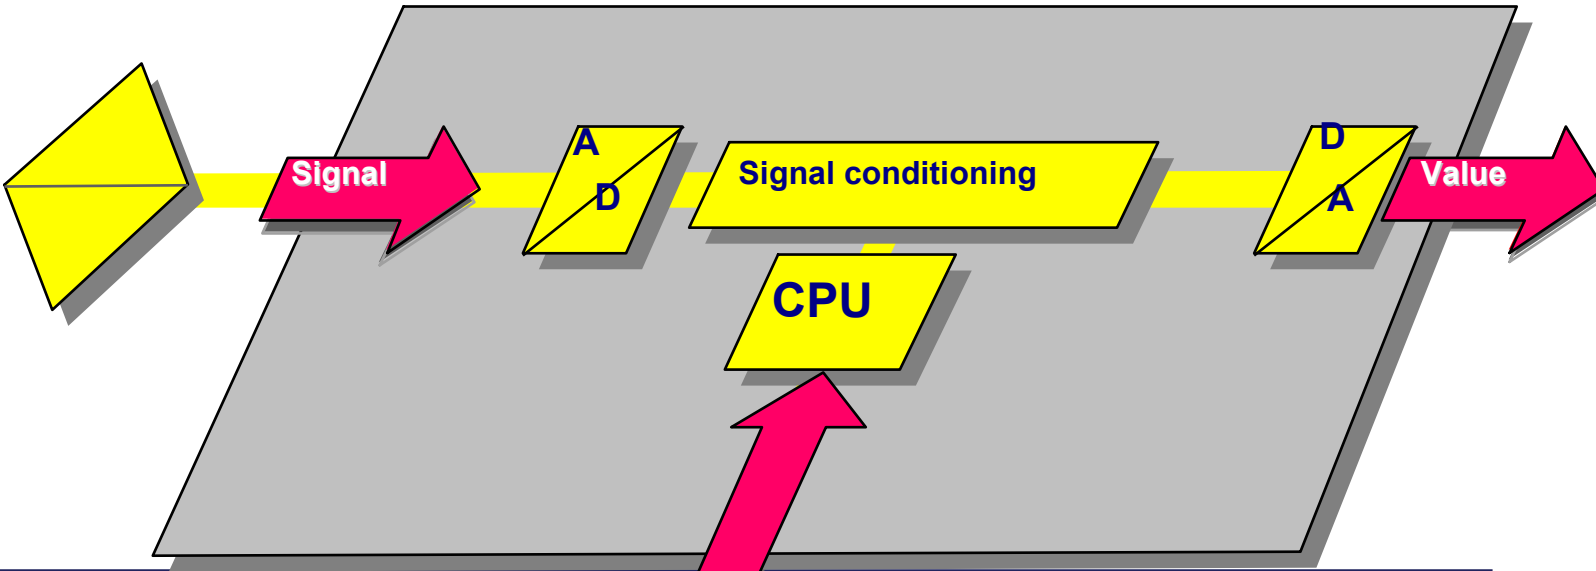 Signal
A
D
Signal conditioning
D
A
Value
CPU